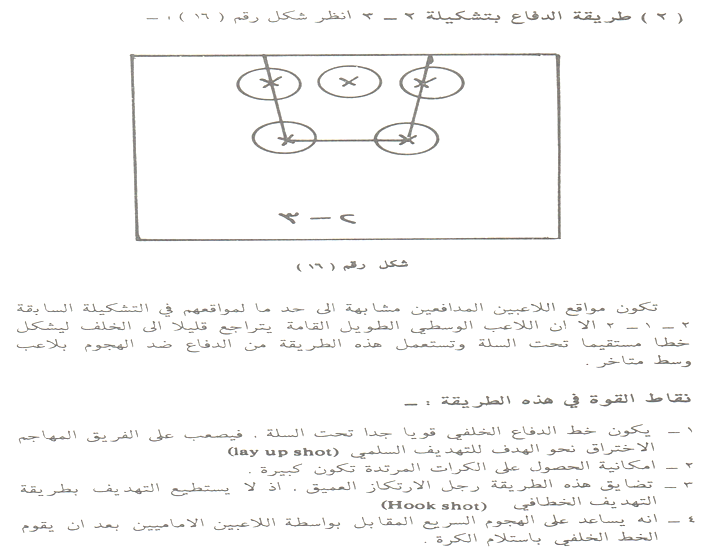 ( ٢ ) طريقة الدفاع بتشكيلة ٢ – ٣ انظر شكل رقم ( ١٦ ) ، –
٢ – ٣
شكل رقم ( ١٦ )
تكون مواقع اللاعبين المدافعين مشابهة الى حد ما لمواقعهم في التشكيلة السابقة
٢ – ١ – ٢ الا ان اللاعب الوسطي الطويل القامة يتراجع قليلا الى الخلف ليشكل
خطا مستقيما تحت السلة وتستعمل هذه الطريقة من الدفاع ضد الهجوم بلاعب
وسط متاخر .
نقاط القوة في هذه الطريقة : –
١ – يكون خط الدفاع الخلفي قويا جدا تحت السلة . فيصعب على الفريق المهاجم
الاختراق نحو الهدف للتهديف السلمي (lay up shot)
٢ – امكانية الحصول على الكرات المرتدة تكون كبيرة .
٣ – تضايق هذه الطريقة رجل الارتكاز العميق . اذ لا يستطيع التهديف بطريقة
التهديف الخطافي (Hook shot)
٤ – انه يساعد على الهجوم السريع المقابل بواسطة اللاعبين الاماميين بعد ان يقوم
الخط الخلفي باستلام الكرة .